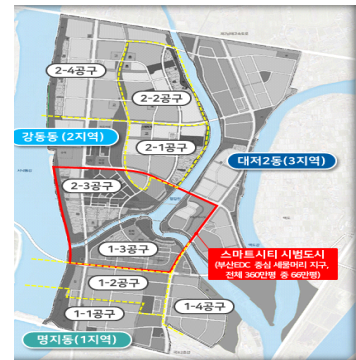 2-4공구
2-2공구
강동동 (2지역)
2-1공구
대저2동(3지역)
2-3공구
1-3공구
스마트시티 시범도시
(부산EDC 중심 세물머리 지구,
전체 360만평 중 66만평)
1-2공구
1-1공구
1-4공구
명지동(1지역)